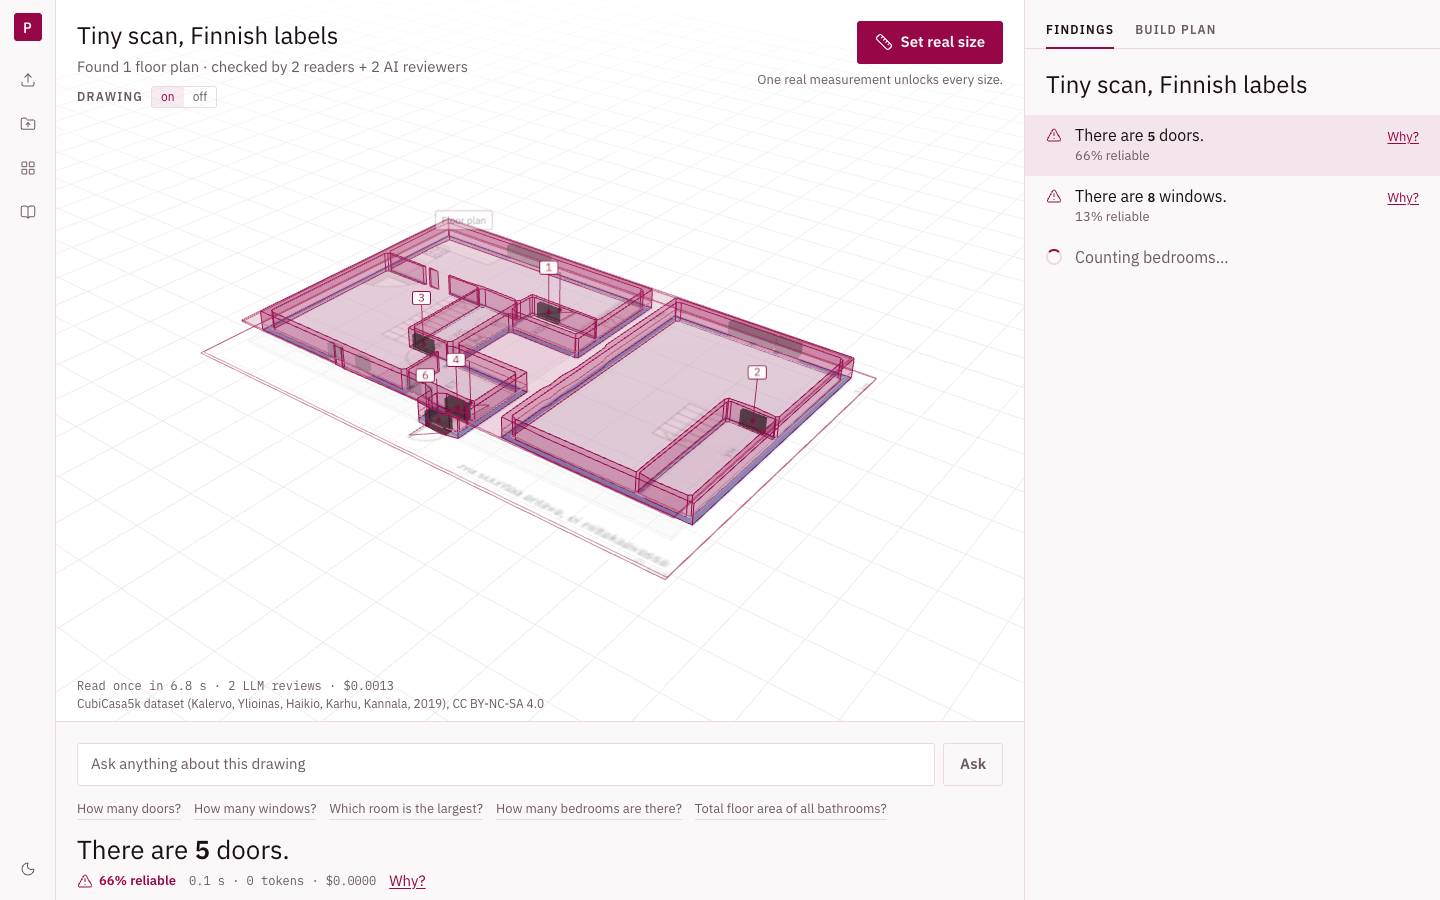 P
Tiny scan, Finnish labels
Found 1 floor plan · checked by 2 readers + 2 AI reviewers
DRAWING on off
Set real size
One real measurement unlocks every size.
Floor plan
1
3
4
6
2
Read once in 6.8 s · 2 LLM reviews · $0.0013
CubiCasa5k dataset (Kalervo, Ylioinas, Haikio, Karhu, Kannala, 2019), CC BY-NC-SA 4.0
Ask anything about this drawing
Ask
How many doors? How many windows? Which room is the largest? How many bedrooms are there? Total floor area of all bathrooms?
There are 5 doors.
66% reliable 0.1 s · 0 tokens · $0.0000 Why?
FINDINGS BUILD PLAN
Tiny scan, Finnish labels
There are 5 doors. Why?
66% reliable
There are 8 windows. Why?
13% reliable
Counting bedrooms...